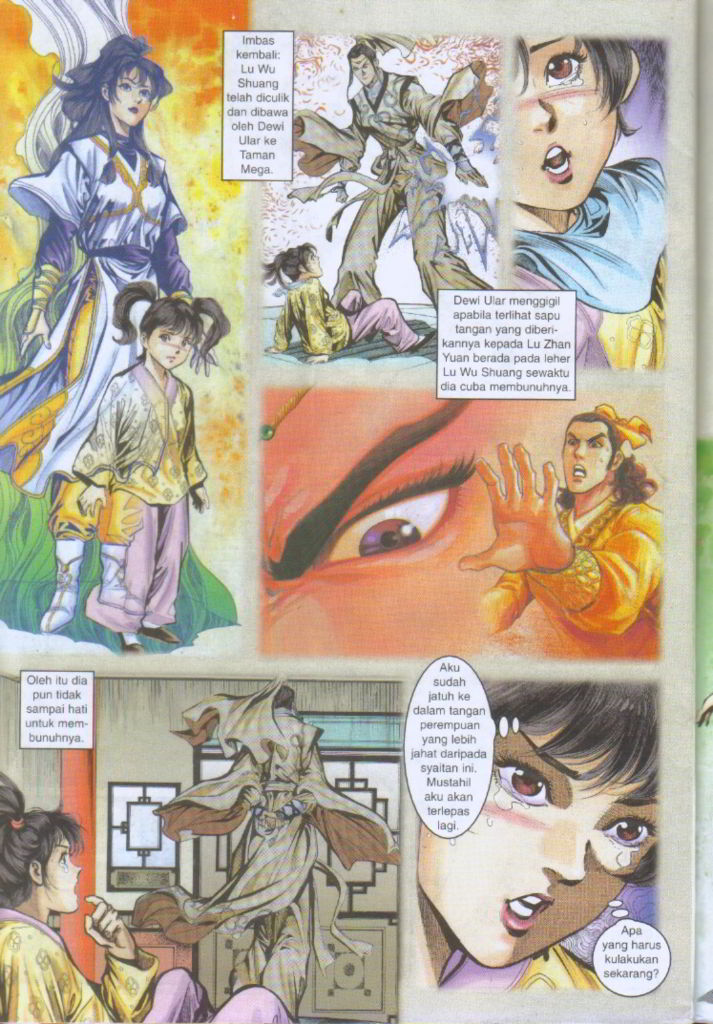 Imbas
kembali:
Lu Wu
Shuang
telah diculik
dan dibawa
oleh Dewi
Ular ke
Taman
Mega.
Dewi Ular menggigil
apabila terlihat sapu
tangan yang diberi-
kannya kepada Lu Zhan
Yuan berada pada leher
Lu Wu Shuang sewaktu
dia cuba membunuhnya.
Oleh itu dia
pun tidak
sampai hati
untuk mem-
bunuhnya.
Aku
sudah
jatuh ke
dalam tangan
perempuan
yang lebih
jahat daripada
syaitan ini.
Mustahil
aku akan
terlepas
lagi.
Apa
yang harus
kulakukan
sekarang?